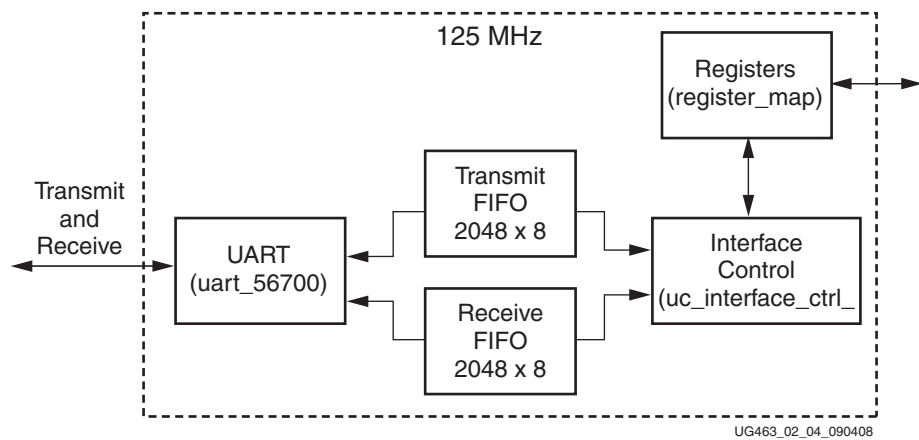 125 MHz
Registers
(register_map)
Transmit
and
Receive
UART
(uart_56700)
Transmit
FIFO
2048 x 8
Receive
FIFO
2048 x 8
Interface
Control
(uc_interface_ctrl_
UG463_02_04_090408